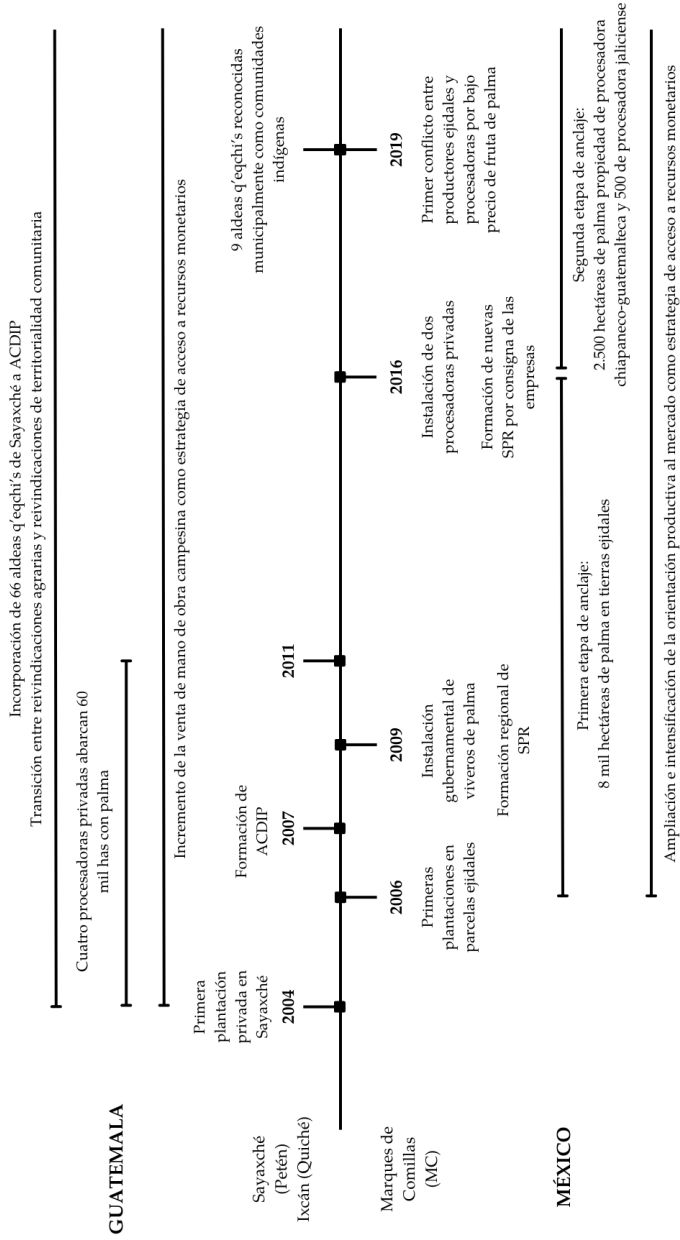 GUATEMALA
Incorporación de 66 aldeas q'eqchi's de Sayaxché a ACDIP
Transición entre reivindicaciones agrarias y reivindicaciones de territorialidad comunitaria
Cuatro procesadoras privadas abarcan 60
mil has con palma
Incremento de la venta de mano de obra campesina como estrategia de acceso a recursos monetarios
Sayaxché
(Petén)
Ixcán (Quiché)
Primera
plantación
privada en
Sayaxché
2004
Formación de
ACDIP
2007
2011
9 aldeas q'eqchi's reconocidas
municipalmente como comunidades
indígenas
Marques de
Comillas
(MC)
2006
Primeras
plantaciones en
parcelas ejidales
2009
Instalación
gubernamental de
viveros de palma
Formación regional de
SPR
2016
Instalación de dos
procesadoras privadas
Formación de nuevas
SPR por consigna de las
empresas
2019
Primer conflicto entre
productores ejidales y
procesadoras por bajo
precio de fruta de palma
MÉXICO
Primera etapa de anclaje:
8 mil hectáreas de palma en tierras ejidales
Segunda etapa de anclaje:
2.500 hectáreas de palma propiedad de procesadora
chiapaneco-guatemalteca y 500 de procesadora jaliciense
Ampliación e intensificación de la orientación productiva al mercado como estrategia de acceso a recursos monetarios